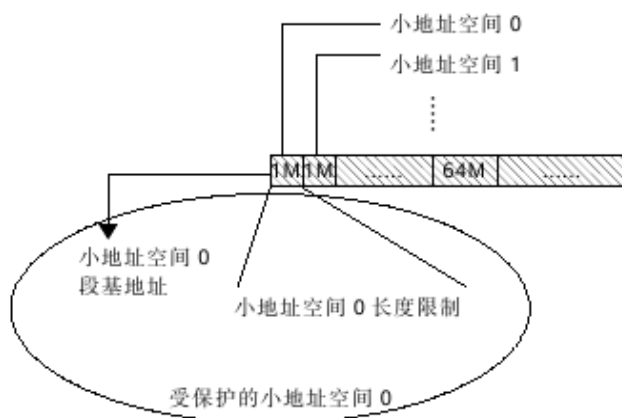 小地址空间 0
小地址空间 1
1M 1M ...... 64M ......
小地址空间 0
段基地址
小地址空间 0 长度限制
受保护的小地址空间 0